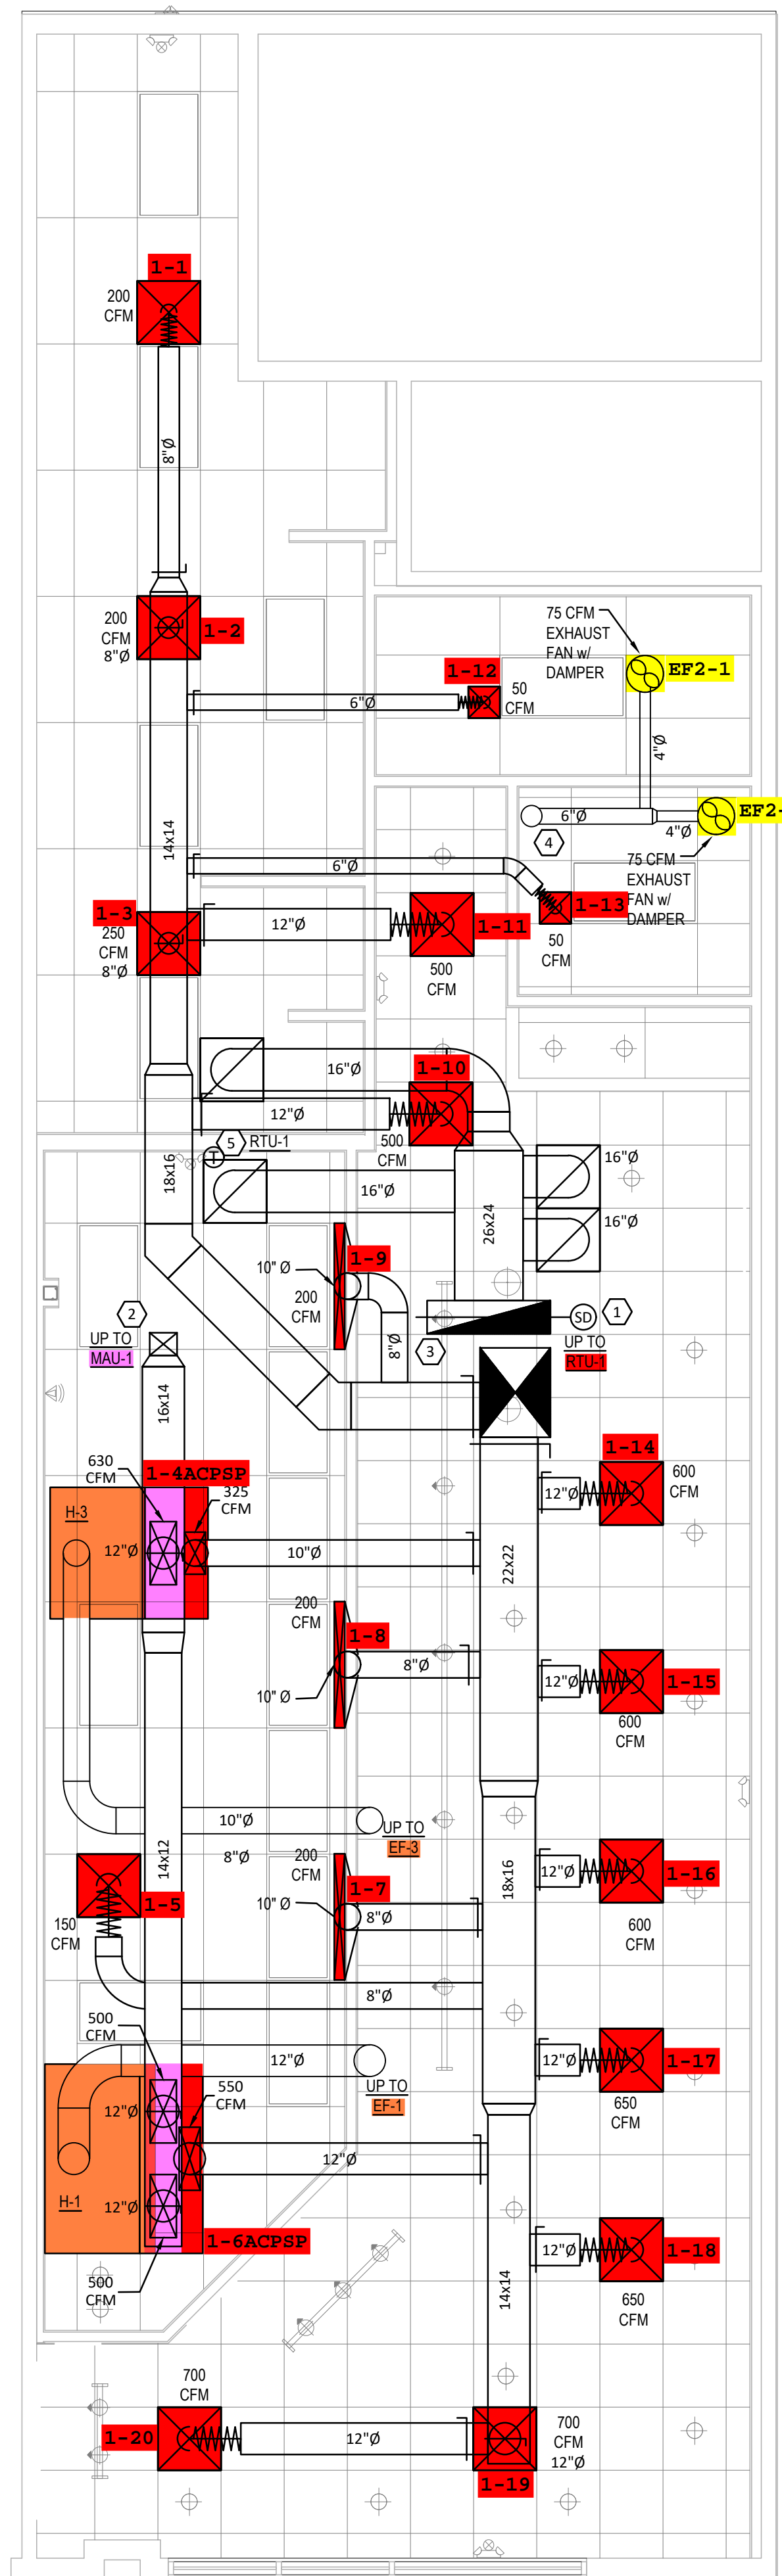 1-1
200
CFM
8"Ø
200
CFM
8"Ø
1-2
75 CFM
EXHAUST
FAN w/
DAMPER
EF2-1
1-12
50
CFM
6"Ø
4"Ø
14x14
6"Ø
4"Ø
EF2-
4
75 CFM
EXHAUST
FAN w/
DAMPER
6"Ø
1-13
50
CFM
1-3
250
CFM
8"Ø
12"Ø
1-11
500
CFM
16"Ø
1-10
12"Ø
500
CFM
5
RTU-1
T
18x16
16"Ø
16"Ø
16"Ø
26x24
1-9
10" Ø
200
CFM
8"Ø
3
SD
1
UP TO
RTU-1
2
UP TO
MAU-1
16x14
630
CFM
1-4ACPSP
325
CFM
H-3
12"Ø
10"Ø
22x22
1-14
600
CFM
12"Ø
200
CFM
1-8
8"Ø
10" Ø
12"Ø
1-15
600
CFM
10"Ø
UP TO
EF-3
14x12
8"Ø
200
CFM
1-7
10" Ø
8"Ø
18x16
12"Ø
1-16
600
CFM
1-5
150
CFM
8"Ø
500
CFM
12"Ø
UP TO
EF-1
550
CFM
12"Ø
12"Ø
1-17
650
CFM
12"Ø
H-1
12"Ø
1-6ACPSP
500
CFM
14x14
12"Ø
1-18
650
CFM
700
CFM
1-20
12"Ø
700
CFM
12"Ø
1-19